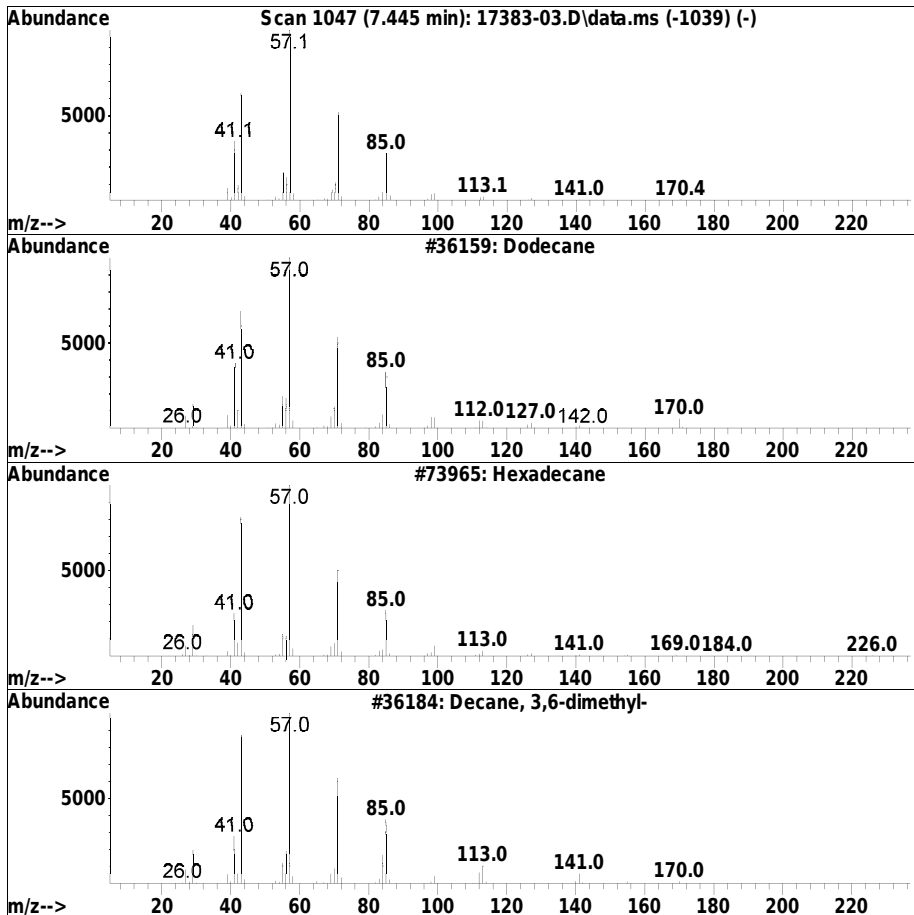 Abundance Scan 1047 (7.445 min): 17383-03.D\data.ms (-1039) (-)
57.1
5000
41.1 85.0
113.1 141.0 170.4
20 40 60 80 100 120 140 160 180 200 220
m/z-->
Abundance #36159: Dodecane
57.0
5000
41.0 85.0
26.0 112.0 127.0 142.0 170.0
20 40 60 80 100 120 140 160 180 200 220
m/z-->
Abundance #73965: Hexadecane
57.0
5000
41.0 85.0
26.0 113.0 141.0 169.0 184.0 226.0
20 40 60 80 100 120 140 160 180 200 220
m/z-->
Abundance #36184: Decane, 3,6-dimethyl-
57.0
5000
41.0 85.0
26.0 113.0 141.0 170.0
m/z--> 20 40 60 80 100 120 140 160 180 200 220